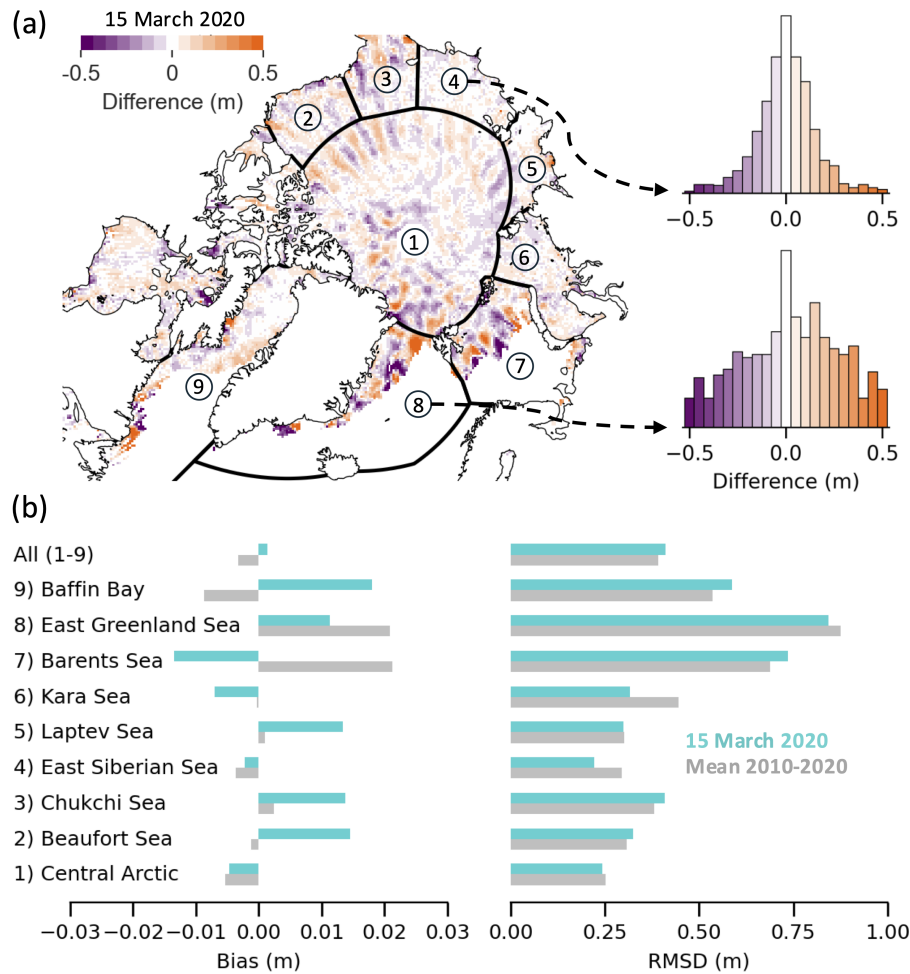 (a)
15 March 2020
-0.5 0 0.5
Difference (m)
1
2
3
4
5
6
7
8
9
−0.5 0.0 0.5
−0.5 0.0 0.5
Difference (m)
(b)
All (1-9)
9) Baffin Bay
8) East Greenland Sea
7) Barents Sea
6) Kara Sea
5) Laptev Sea
4) East Siberian Sea
3) Chukchi Sea
2) Beaufort Sea
1) Central Arctic
15 March 2020
Mean 2010-2020
−0.03 −0.02 −0.01 0.00 0.01 0.02 0.03
Bias (m)
0.00 0.25 0.50 0.75 1.00
RMSD (m)